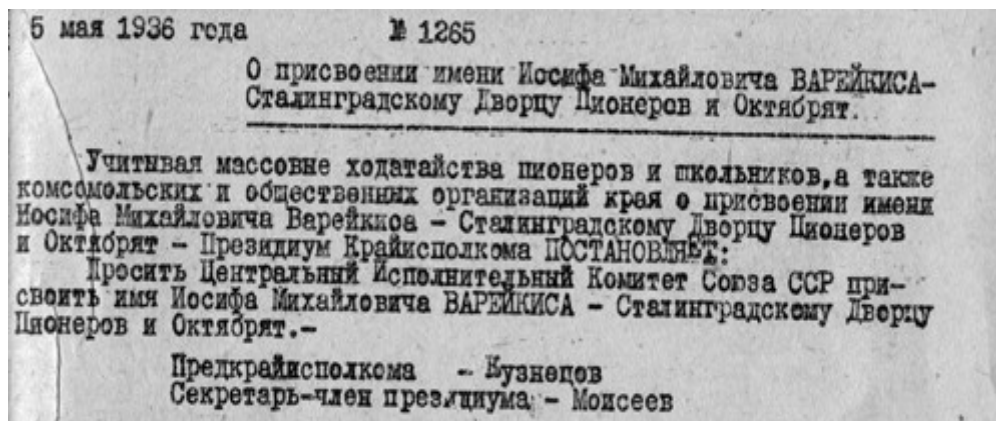 5 мая 1936 года № 1265
О присвоении имени Иосифа Михайловича ВАРЕЙКИСА-
Сталинградскому Дворцу Пионеров и Октябрят.
Учитывая массовые ходатайства пионеров и школьников,а также
комсомольских и общественных организаций края о присвоении имени
Иосифа Михайловича Варейкиса – Сталинградскому Дворцу Пионеров
и Октябрят – Президиум Крайисполкома ПОСТАНОВЛЯЕТ:
Просить Центральный Исполнительный Комитет Союза ССР при-
своить имя Иосифа Михайловича ВАРЕЙКИСА – Сталинградскому Дворцу
Пионеров и Октябрят.–
Предкрайисполкома – Кузнецов
Секретарь-член президиума – Моисеев